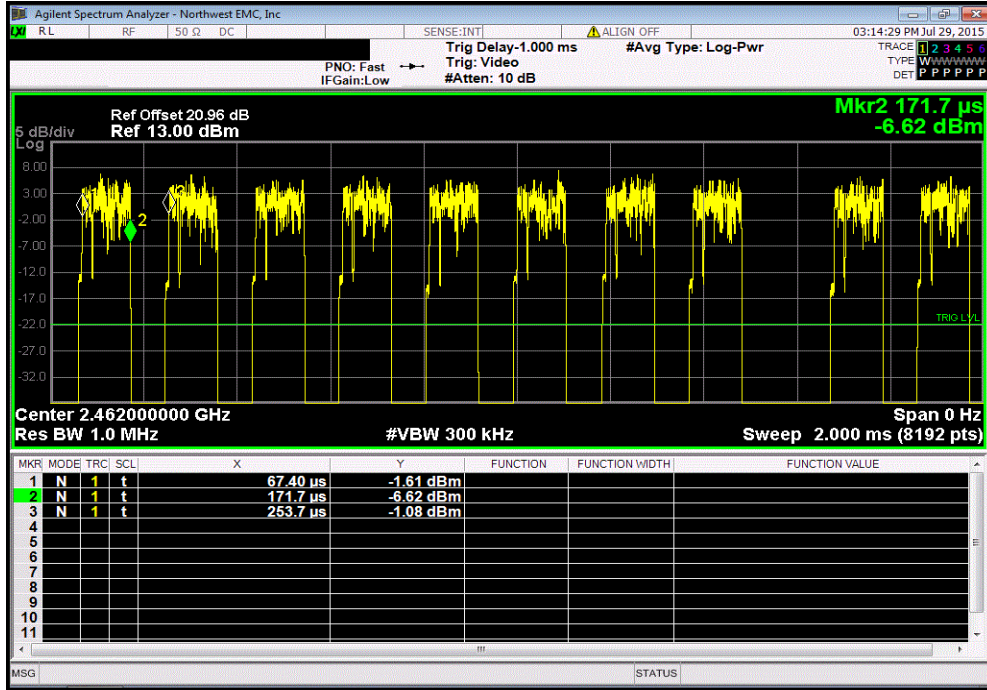 Agilent Spectrum Analyzer - Northwest EMC, Inc
LXI RL RF 50 Ω DC SENSE:INT ALIGN OFF 03:14:29 PM Jul 29, 2015
Trig Delay-1.000 ms #Avg Type: Log-Pwr TRACE 1 2 3 4 5 6
PNO: Fast Trig: Video TYPE WWWWWW
IFGain:Low #Atten: 10 dB DET P P P P P P
Mkr2 171.7 µs
-6.62 dBm
Ref Offset 20.96 dB
5 dB/div Ref 13.00 dBm
Log
8.00
3.00
-2.00
-7.00
-12.0
-17.0
-22.0
-27.0
-32.0
2
TRIG LVL
Center 2.462000000 GHz Span 0 Hz
Res BW 1.0 MHz #VBW 300 kHz Sweep 2.000 ms (8192 pts)
MKR MODE TRC SCL X Y FUNCTION FUNCTION WIDTH FUNCTION VALUE
1 N 1 t 67.40 µs -1.61 dBm
2 N 1 t 171.7 µs -6.62 dBm
3 N 1 t 253.7 µs -1.08 dBm
4
5
6
7
8
9
10
11
MSG STATUS